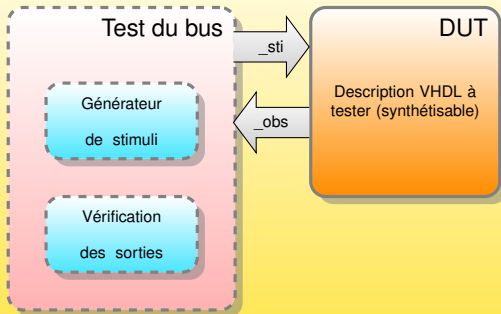 Test du bus
Générateur
de stimuli
Vérification
des sorties
_sti
_obs
DUT
Description VHDL à
tester (synthétisable)